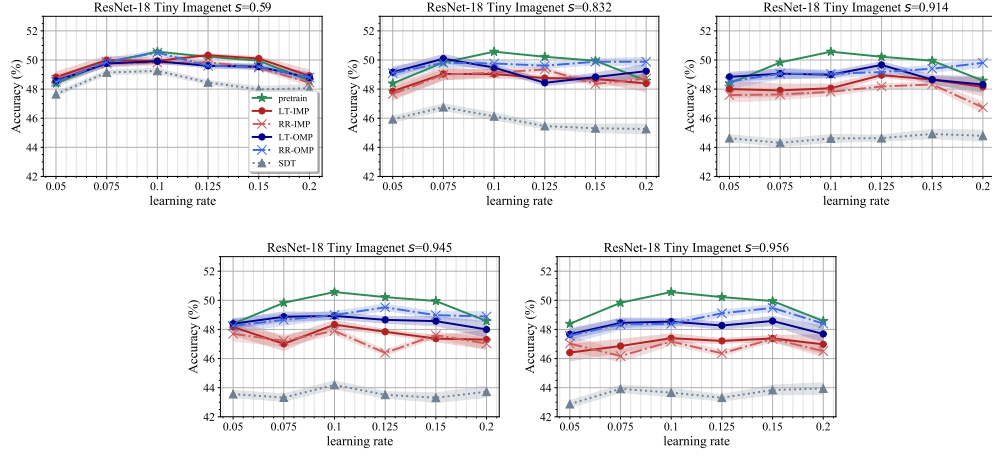 ResNet-18 Tiny Imagenet s=0.59
52
50
48
46
44
42
Accuracy (%)
0.05 0.075 0.1 0.125 0.15 0.2
learning rate
pretrain
LT-IMP
RR-IMP
LT-OMP
RR-OMP
SDT
ResNet-18 Tiny Imagenet s=0.832
52
50
48
46
44
42
Accuracy (%)
0.05 0.075 0.1 0.125 0.15 0.2
learning rate
ResNet-18 Tiny Imagenet s=0.914
52
50
48
46
44
42
Accuracy (%)
0.05 0.075 0.1 0.125 0.15 0.2
learning rate
ResNet-18 Tiny Imagenet s=0.945
52
50
48
46
44
42
Accuracy (%)
0.05 0.075 0.1 0.125 0.15 0.2
learning rate
ResNet-18 Tiny Imagenet s=0.956
52
50
48
46
44
42
Accuracy (%)
0.05 0.075 0.1 0.125 0.15 0.2
learning rate